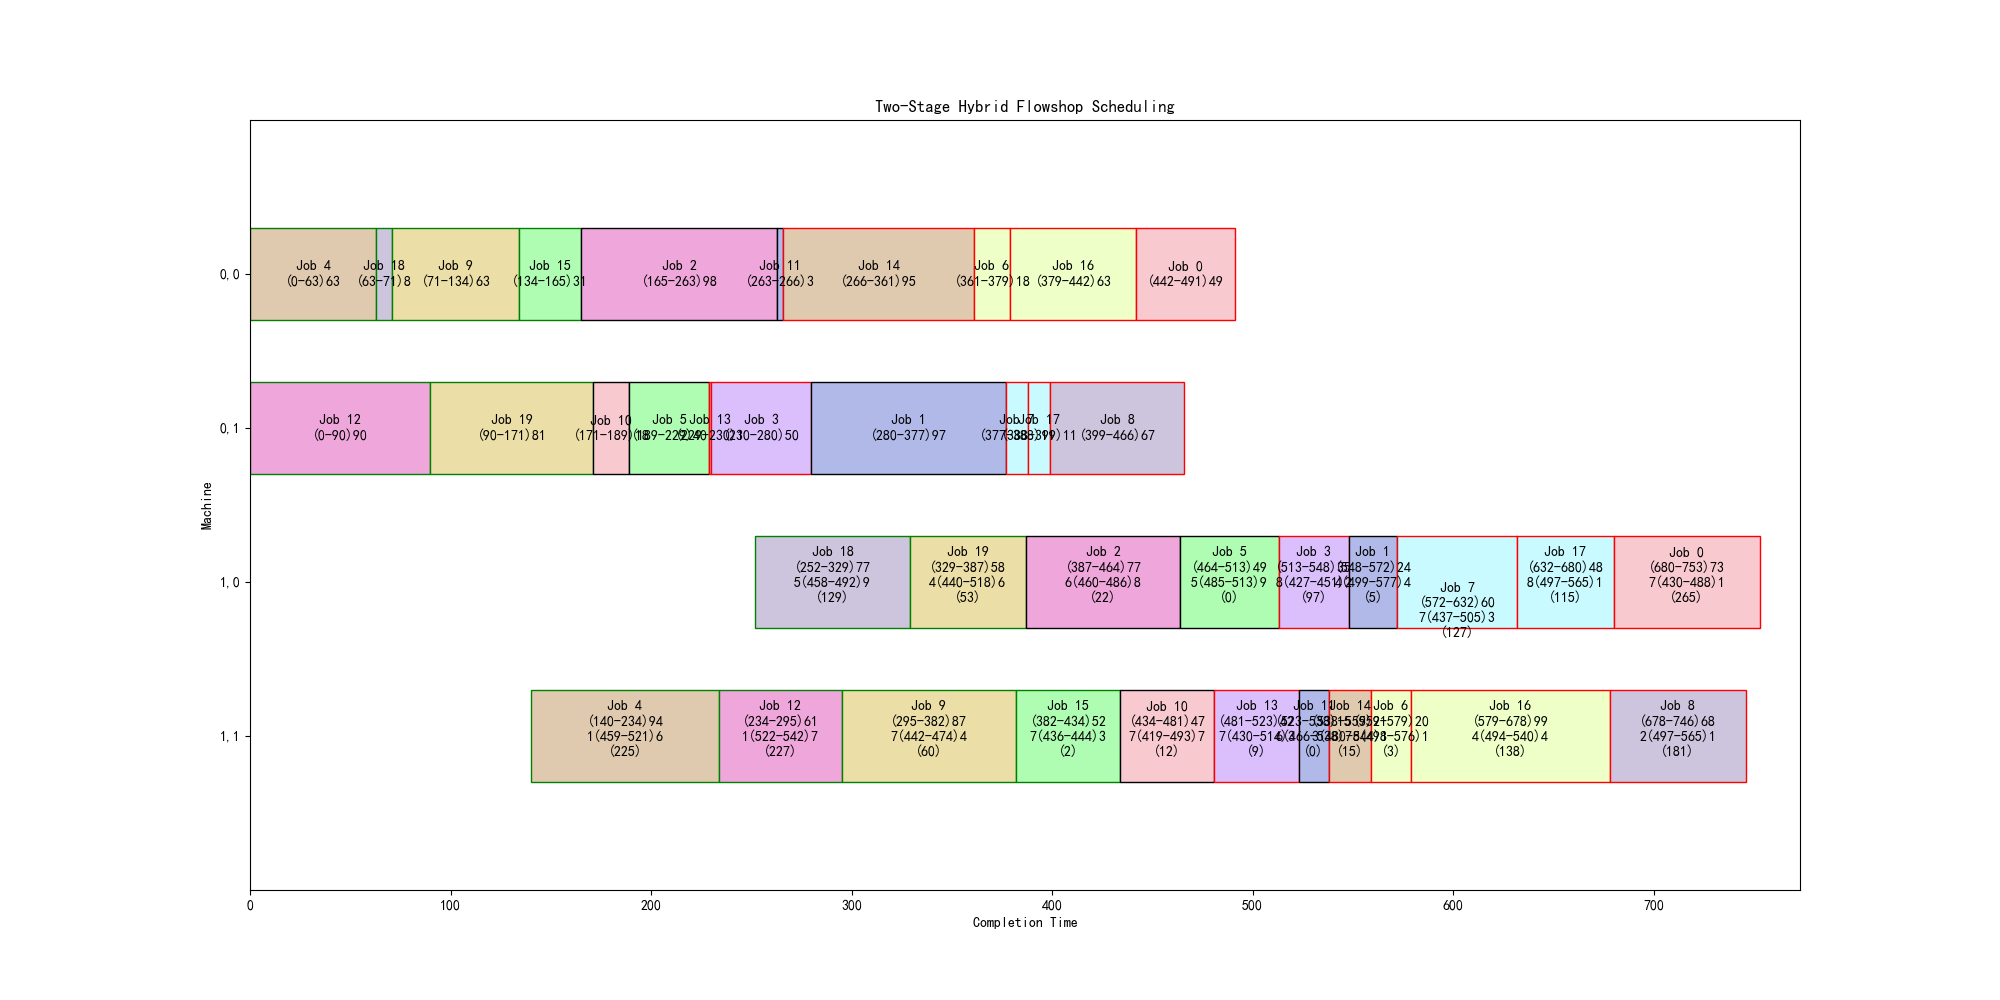 Two-Stage Hybrid Flowshop Scheduling
0,0
Job 4
(0-63)63
Job 18
(63-71)8
Job 9
(71-134)63
Job 15
(134-165)31
Job 2
(165-263)98
Job 11
(263-266)3
Job 14
(266-361)95
Job 6
(361-379)18
Job 16
(379-442)63
Job 0
(442-491)49
0,1
Job 12
(0-90)90
Job 19
(90-171)81
Job 10
(171-189)18
Job 5
(189-229)40
Job 13
(229-230)1
Job 3
(230-280)50
Job 1
(280-377)97
Job 7
(377-388)11
Job 17
(388-399)11
Job 8
(399-466)67
Machine
1,0
Job 18
(252-329)77
5(458-492)9
(129)
Job 19
(329-387)58
4(440-518)6
(53)
Job 2
(387-464)77
6(460-486)8
(22)
Job 5
(464-513)49
5(485-513)9
(0)
Job 3
(513-548)35
8(427-451)2
(97)
Job 1
(548-572)24
4(499-577)4
(5)
Job 7
(572-632)60
7(437-505)3
(127)
Job 17
(632-680)48
8(497-565)1
(115)
Job 0
(680-753)73
7(430-488)1
(265)
1,1
Job 4
(140-234)94
1(459-521)6
(225)
Job 12
(234-295)61
1(522-542)7
(227)
Job 9
(295-382)87
7(442-474)4
(60)
Job 15
(382-434)52
7(436-444)3
(2)
Job 10
(434-481)47
7(419-493)7
(12)
Job 13
(481-523)42
7(430-514)3
(9)
Job 11
(523-538)15
(0)
Job 14
(538-559)21
(15)
Job 6
(559-579)20
(3)
Job 16
(579-678)99
4(494-540)4
(138)
Job 8
(678-746)68
2(497-565)1
(181)
0
100
200
300
400
500
600
700
Completion Time